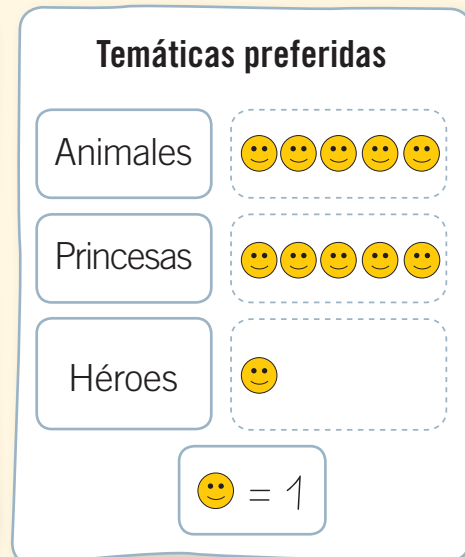 Temáticas preferidas
Animales
Princesas
Héroes
= 1